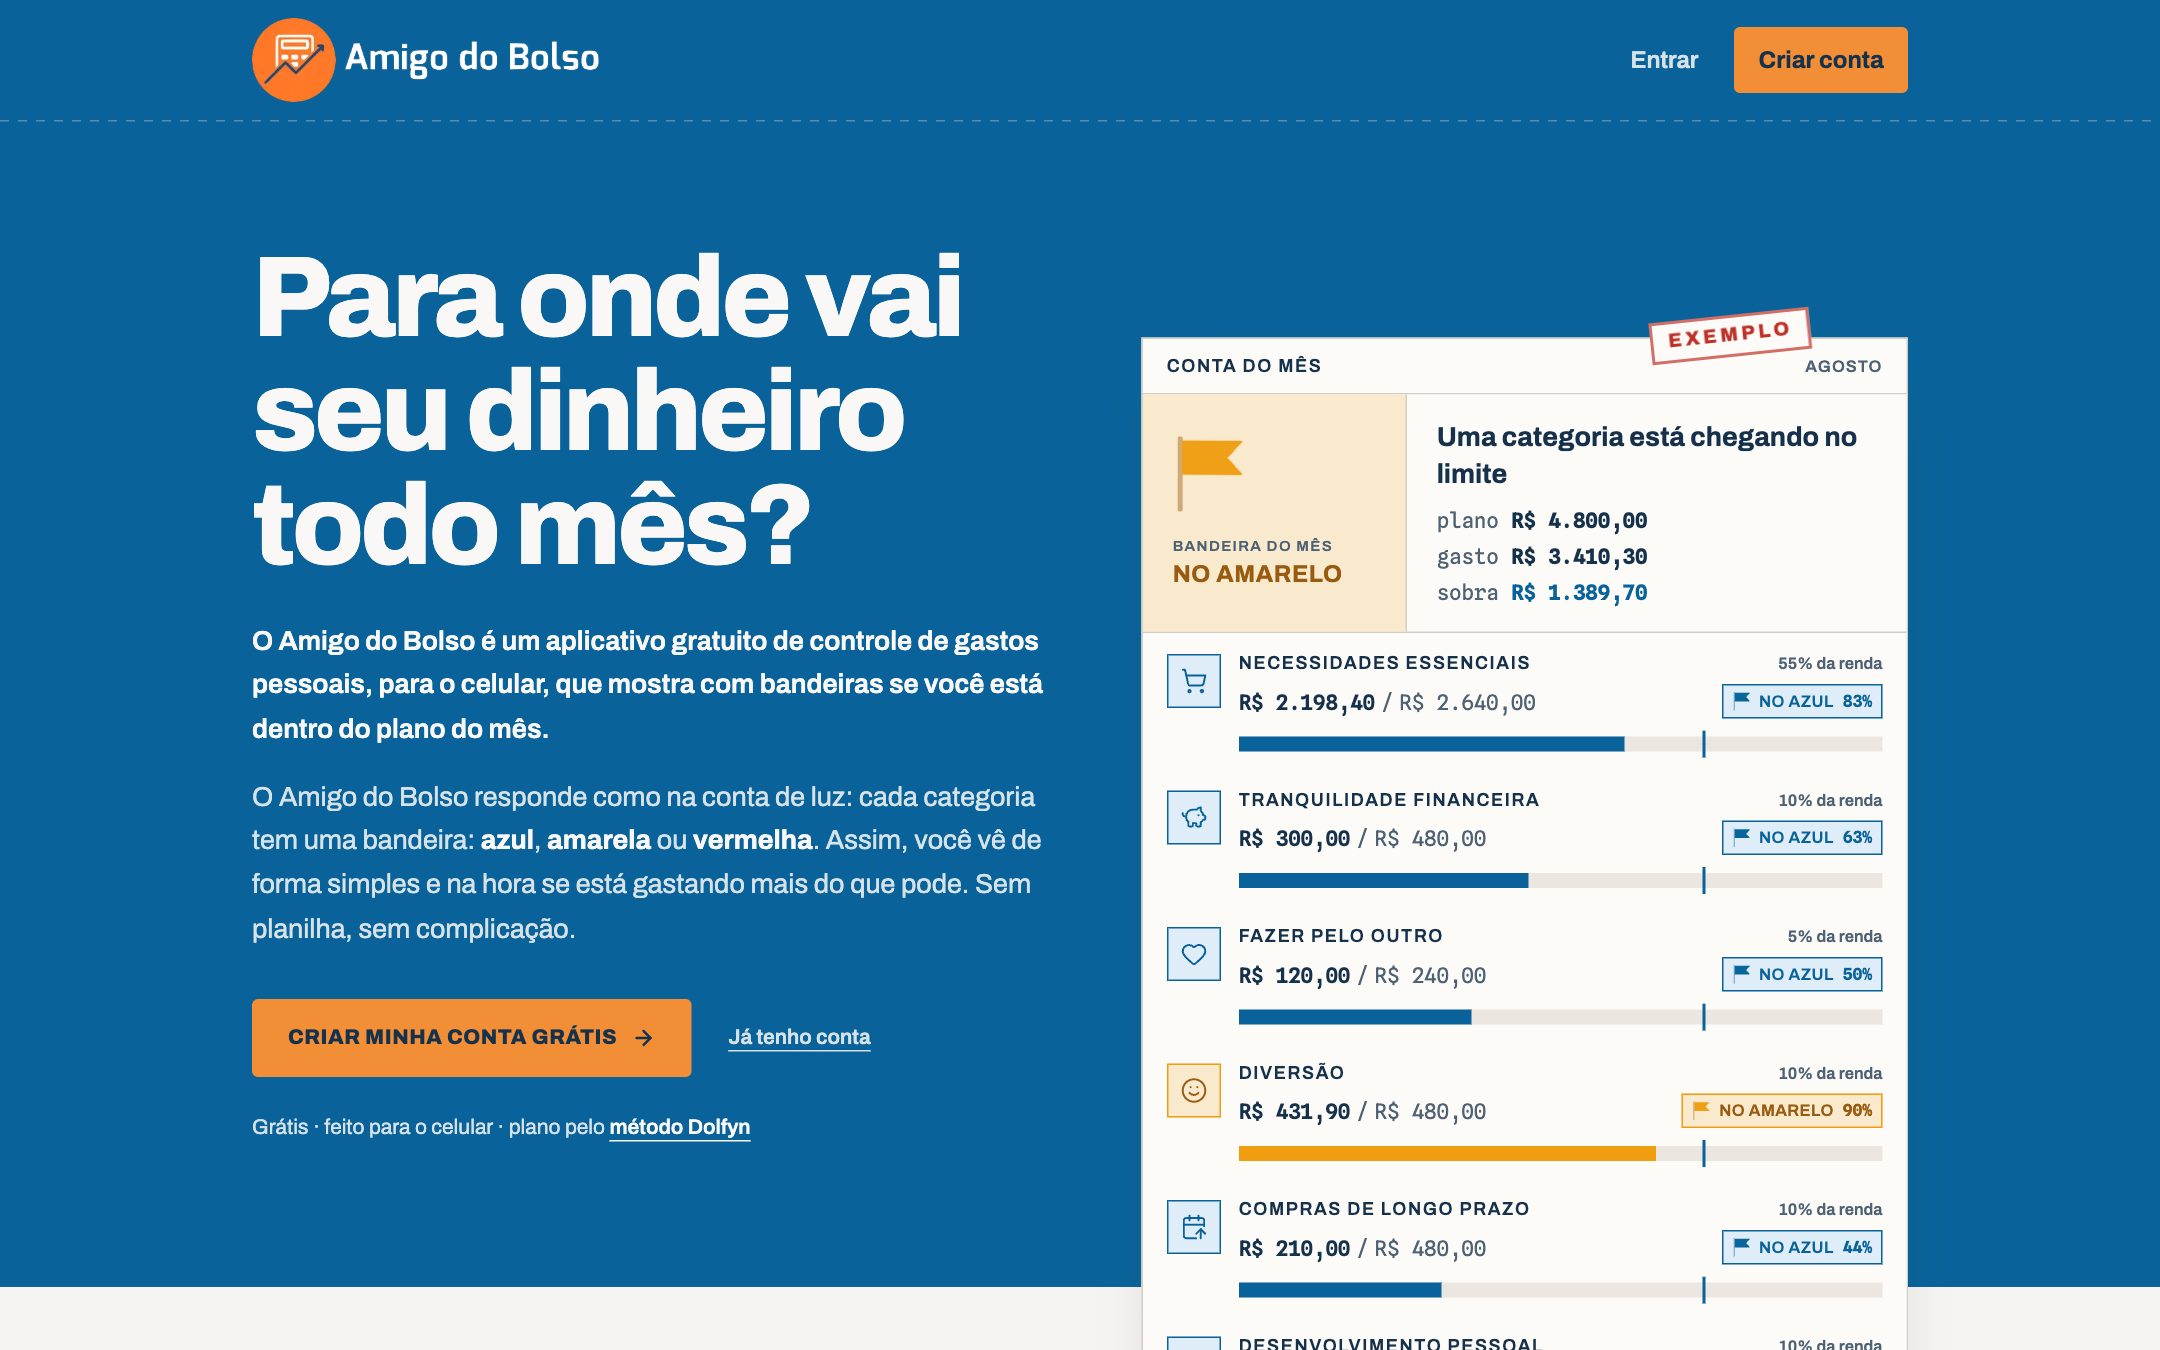 Amigo do Bolso
Entrar
Criar conta
Para onde vai
seu dinheiro
todo mês?
O Amigo do Bolso é um aplicativo gratuito de controle de gastos
pessoais, para o celular, que mostra com bandeiras se você está
dentro do plano do mês.
O Amigo do Bolso responde como na conta de luz: cada categoria
tem uma bandeira: azul, amarela ou vermelha. Assim, você vê de
forma simples e na hora se está gastando mais do que pode. Sem
planilha, sem complicação.
CRIAR MINHA CONTA GRÁTIS →
Já tenho conta
Grátis · feito para o celular · plano pelo método Dolfyn
EXEMPLO
CONTA DO MÊS
AGOSTO
BANDEIRA DO MÊS
NO AMARELO
Uma categoria está chegando no
limite
plano R$ 4.800,00
gasto R$ 3.410,30
sobra R$ 1.389,70
NECESSIDADES ESSENCIAIS
55% da renda
R$ 2.198,40 / R$ 2.640,00
NO AZUL 83%
TRANQUILIDADE FINANCEIRA
10% da renda
R$ 300,00 / R$ 480,00
NO AZUL 63%
FAZER PELO OUTRO
5% da renda
R$ 120,00 / R$ 240,00
NO AZUL 50%
DIVERSÃO
10% da renda
R$ 431,90 / R$ 480,00
NO AMARELO 90%
COMPRAS DE LONGO PRAZO
10% da renda
R$ 210,00 / R$ 480,00
NO AZUL 44%
DESENVOLVIMENTO PESSOAL
10% da renda